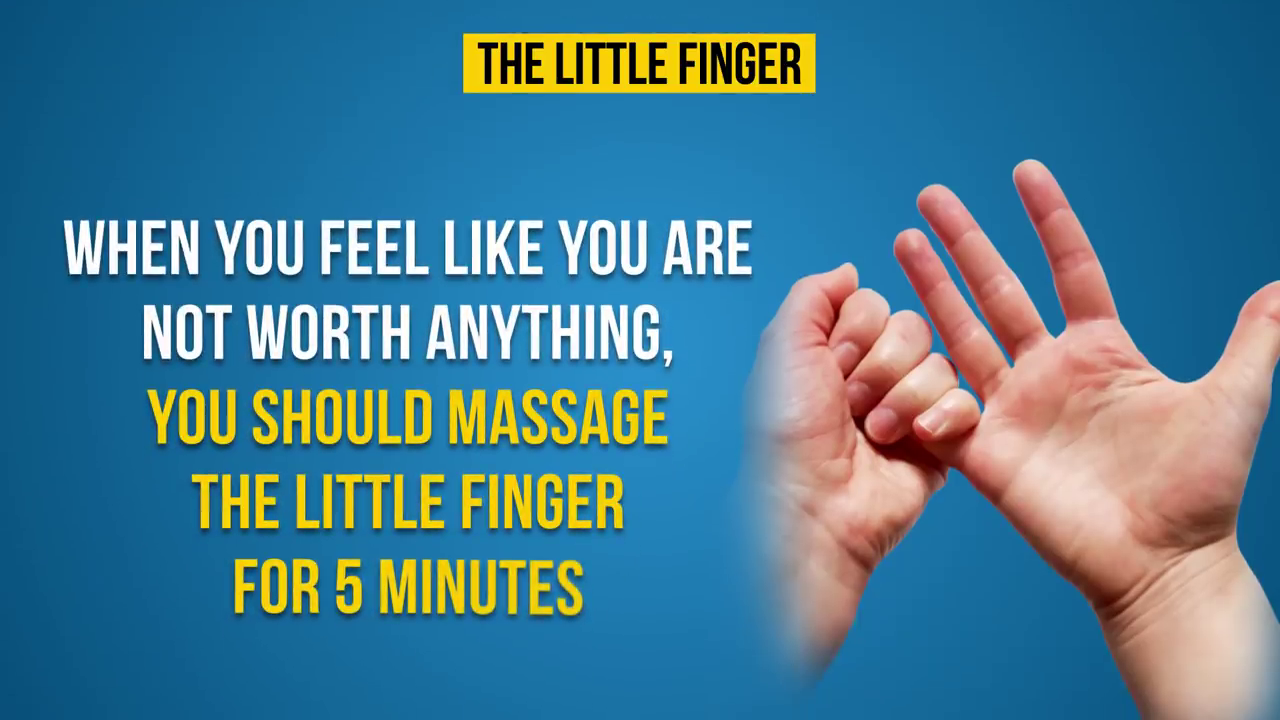 THE LITTLE FINGER
WHEN YOU FEEL LIKE YOU ARE
NOT WORTH ANYTHING,
YOU SHOULD MASSAGE
THE LITTLE FINGER
FOR 5 MINUTES